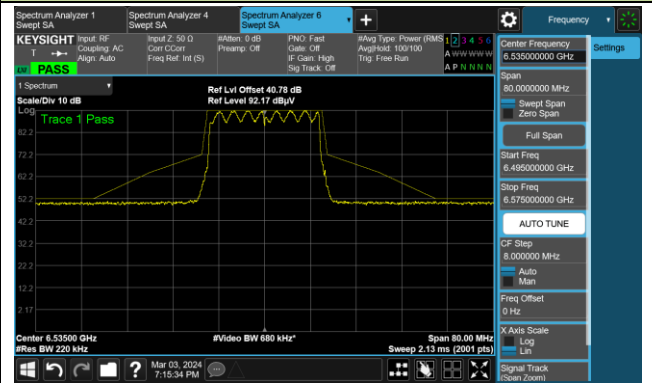 Spectrum Analyzer 1
Swept SA
Spectrum Analyzer 4
Swept SA
Spectrum Analyzer 6
Swept SA
+
Frequency
KEYSIGHT
T
LNI
PASS
Input: RF
Coupling: AC
Align: Auto
Input Z: 50 Ω
Corr CCorr
Freq Ref: Int (S)
#Atten: 0 dB
Preamp: Off
PNO: Fast
Gate: Off
IF Gain: High
Sig Track: Off
#Avg Type: Power (RMS
Avg|Hold: 100/100
Trig: Free Run
1 2 3 4 5 6
A W W W W W
A P N N N N
Center Frequency
6.535000000 GHz
Settings
Span
80.0000000 MHz
Swept Span
Zero Span
Full Span
Start Freq
6.495000000 GHz
Stop Freq
6.575000000 GHz
AUTO TUNE
CF Step
8.000000 MHz
Auto
Man
Freq Offset
0 Hz
X Axis Scale
Log
Lin
Signal Track
(Span Zoom)
1 Spectrum
Scale/Div 10 dB
Ref Lvl Offset 40.78 dB
Ref Level 92.17 dBµV
Log
Trace 1 Pass
82.2
72.2
62.2
52.2
42.2
32.2
22.2
12.2
2.17
Center 6.53500 GHz
#Video BW 680 kHz*
Span 80.00 MHz
#Res BW 220 kHz
Sweep 2.13 ms (2001 pts)
?
Mar 03, 2024
7:15:34 PM